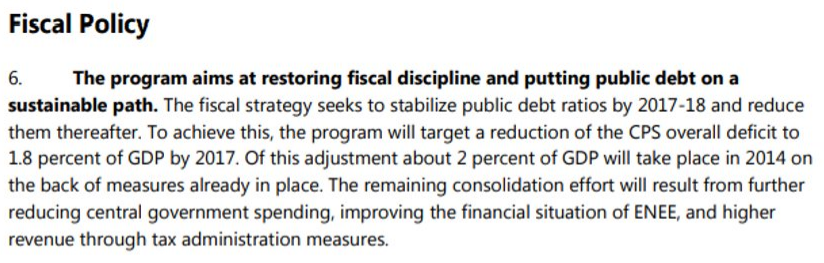 Fiscal Policy
6. The program aims at restoring fiscal discipline and putting public debt on a
sustainable path. The fiscal strategy seeks to stabilize public debt ratios by 2017-18 and reduce
them thereafter. To achieve this, the program will target a reduction of the CPS overall deficit to
1.8 percent of GDP by 2017. Of this adjustment about 2 percent of GDP will take place in 2014 on
the back of measures already in place. The remaining consolidation effort will result from further
reducing central government spending, improving the financial situation of ENEE, and higher
revenue through tax administration measures.